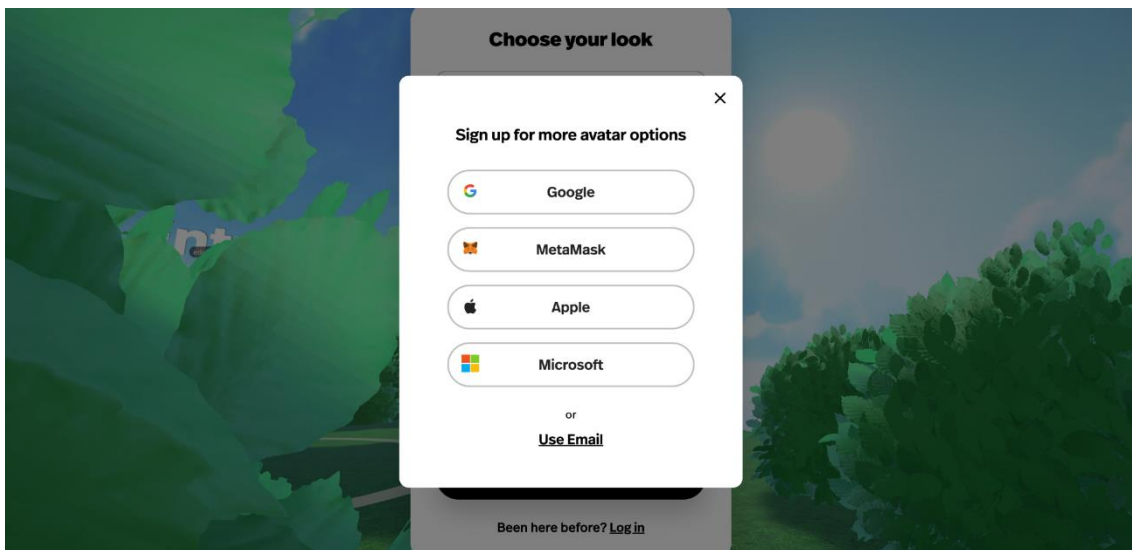 Choose your look
Sign up for more avatar options
Google
MetaMask
Apple
Microsoft
or
Use Email
Been here before? Log in